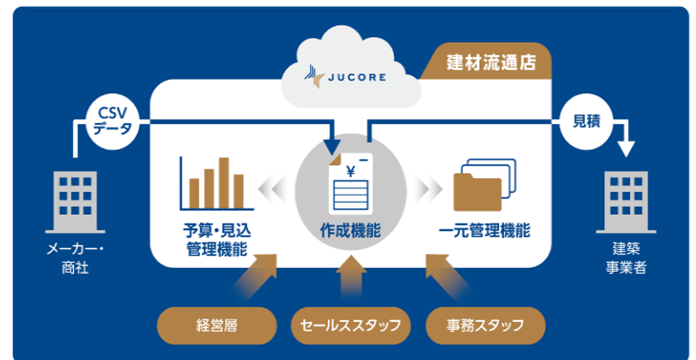 JUCORE
建材流通店
CSV
データ
見積
¥
予算・見込
管理機能
作成機能
一元管理機能
メーカー・
商社
建築
事業者
経営層
セールススタッフ
事務スタッフ